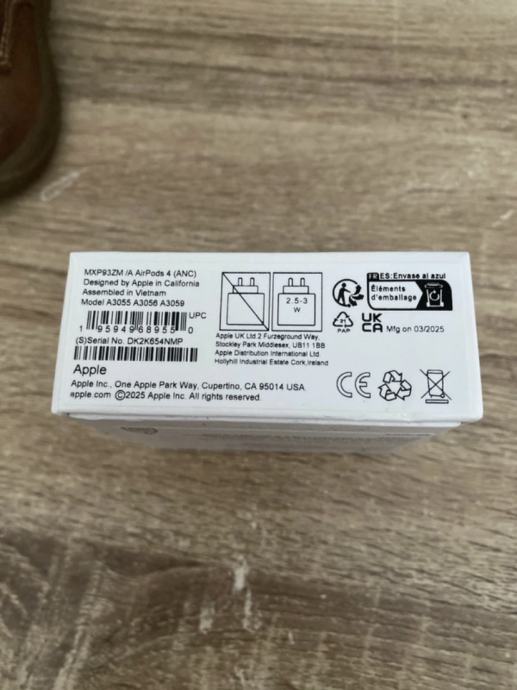 MXP93ZM /A AirPods 4 (ANC)
Designed by Apple in California
Assembled in Vietnam
Model A3055 A3056 A3059
UPC
1 95949 68955 0
(S)Serial No. DK2K654NMP
Apple
Apple Inc., One Apple Park Way, Cupertino, CA 95014 USA
apple.com ©2025 Apple Inc. All rights reserved.
2.5-3
W
Apple UK Ltd.2 Furzeground Way,
Stockley Park Middlesex, UB11 1BB
Apple Distribution International Ltd
Hollyhill Industrial Estate Cork,Ireland
FR ES: Envase al azul
Éléments
d'emballage
21
PAP
UK
CA
Mfg on 03/2025
CE